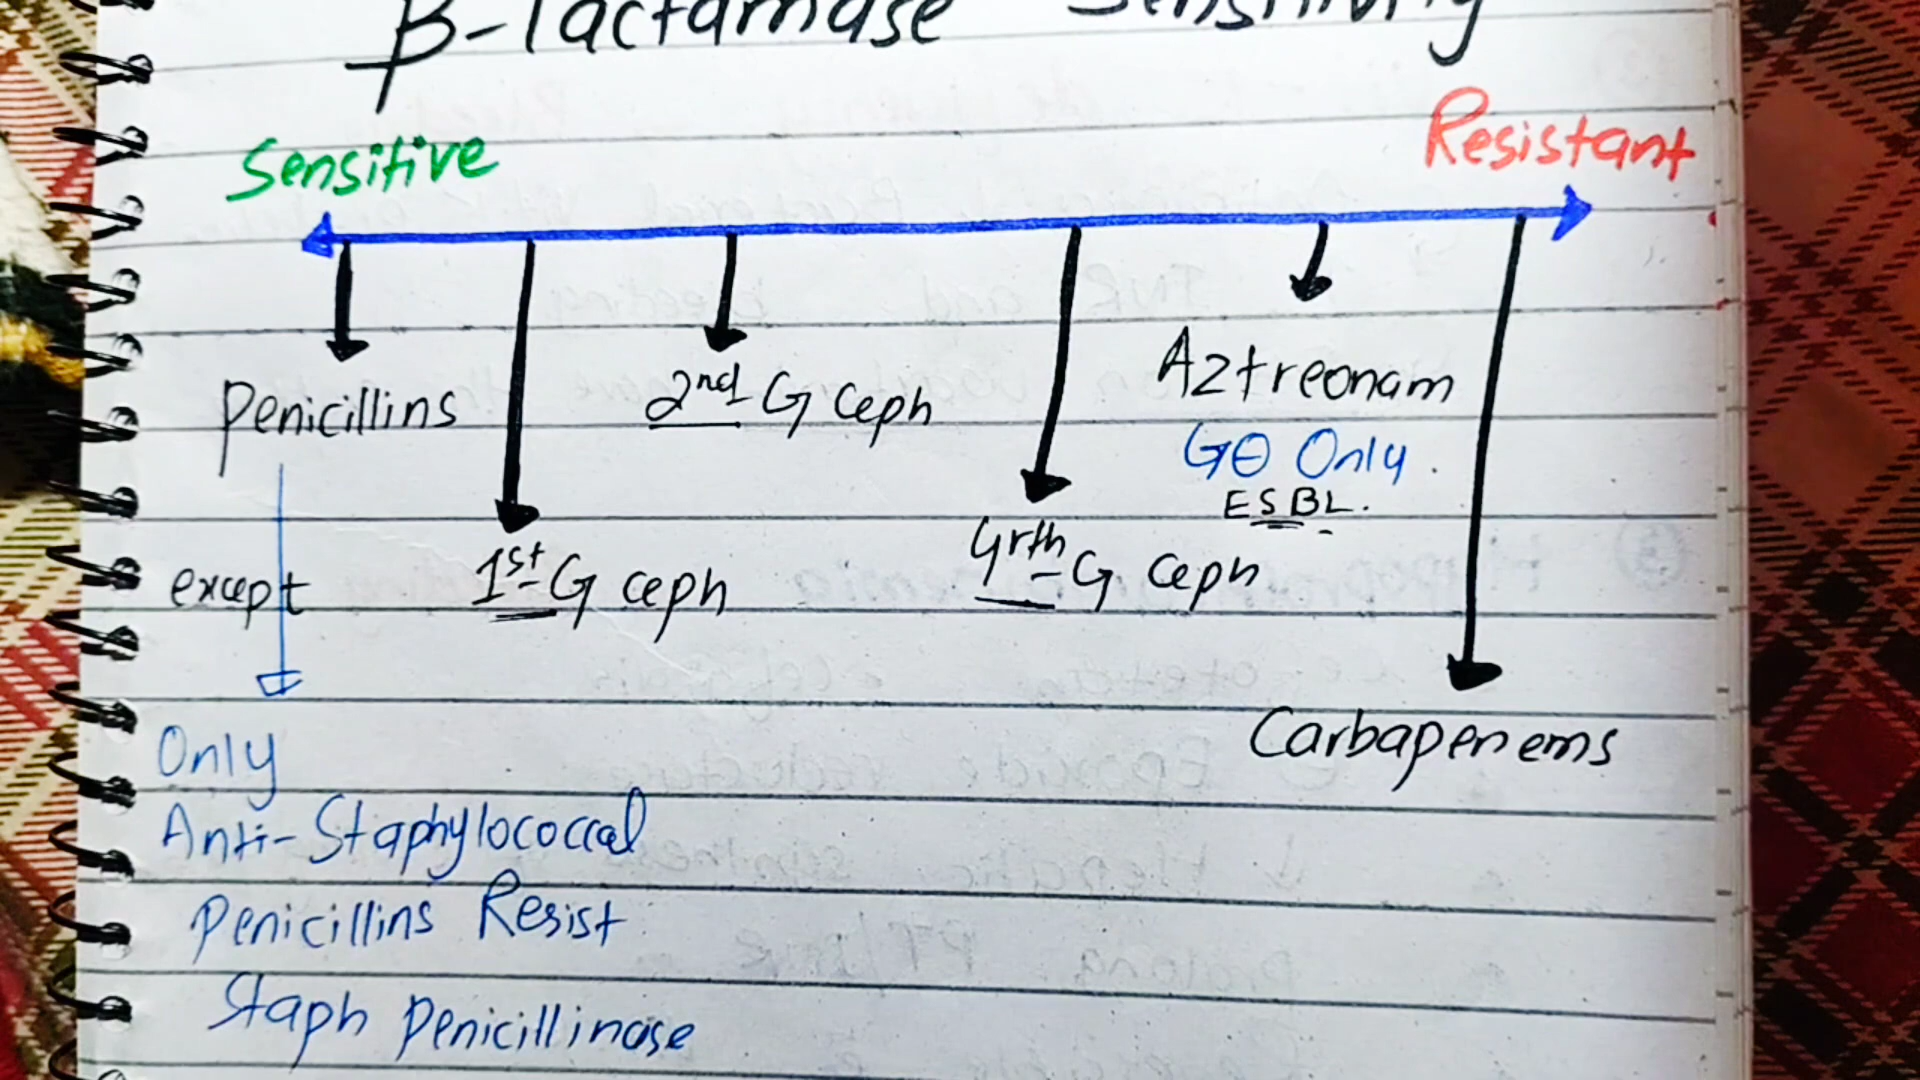 β-lactamase Sensitivity
Sensitive
Resistant
Penicillins
1st-G ceph
2nd-G Ceph
4rth-G Ceph
Aztreonam
G⊖ Only.
ESBL.
Carbapenems
except
Only
Anti-Staphylococcal
Penicillins Resist
Staph penicillinase